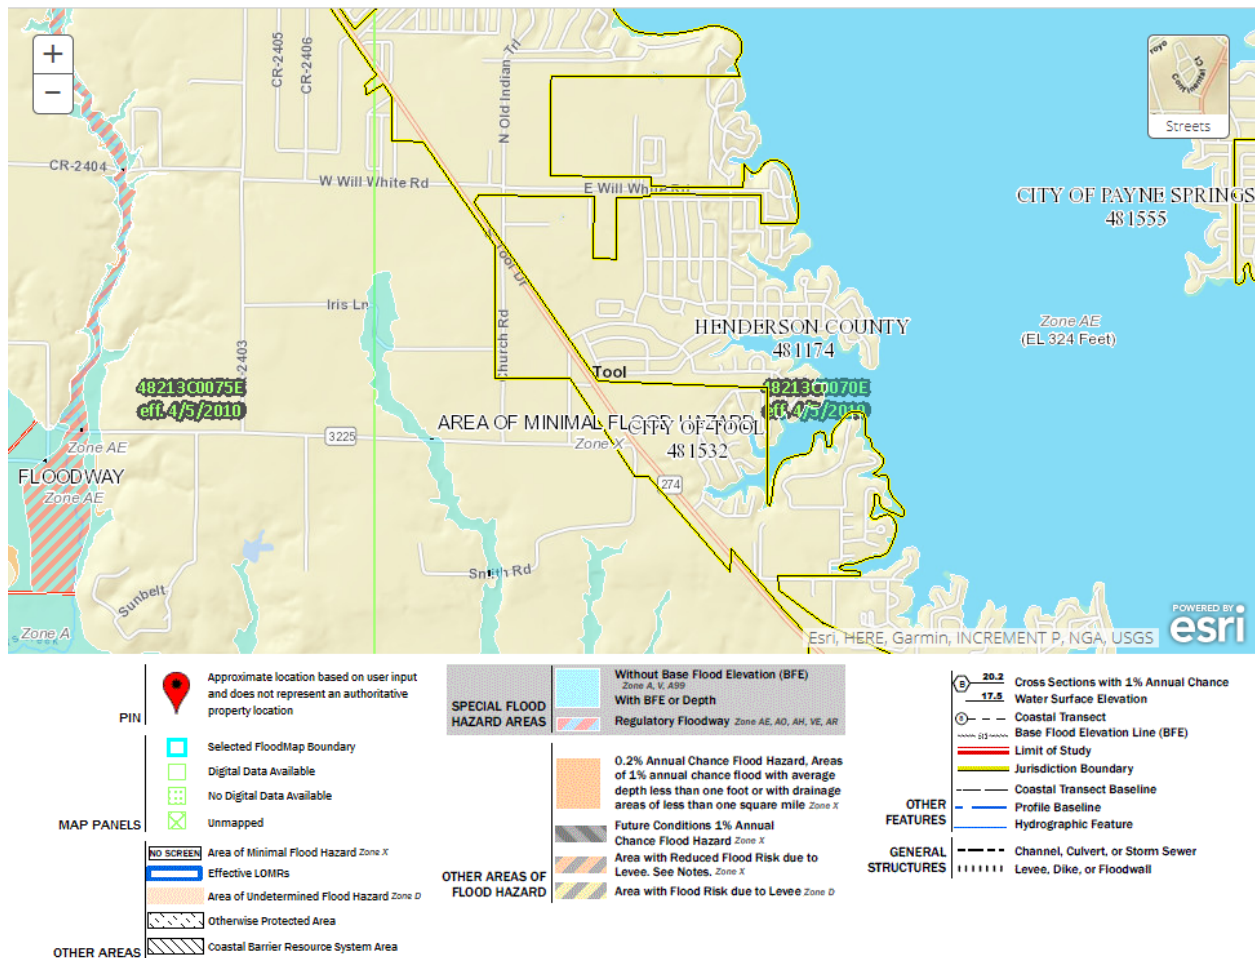 +
−
CR-2405
CR-2406
N Old Indian Trl
royo
Continental Ct
Streets
CR-2404
W Will White Rd
E Will White Rd
CITY OF PAYNE SPRINGS
481555
Tool Dr
Iris Ln
Zone AE
(EL 324 Feet)
HENDERSON COUNTY
481174
-2403
Church Rd
Tool
48213C0075E
eff. 4/5/2010
48213C0070E
eff. 4/5/2010
AREA OF MINIMAL FLOOD HAZARD
Zone X
CITY OF TOOL
481532
3225
Zone AE
FLOODWAY
Zone AE
274
Smith Rd
Sunbelt
Zone A
POWERED BY
esri
Esri, HERE, Garmin, INCREMENT P, NGA, USGS
PIN
Approximate location based on user input
and does not represent an authoritative
property location
MAP PANELS
Selected FloodMap Boundary
Digital Data Available
No Digital Data Available
Unmapped
OTHER AREAS
NO SCREEN Area of Minimal Flood Hazard Zone X
Effective LOMRs
Area of Undetermined Flood Hazard Zone D
Otherwise Protected Area
Coastal Barrier Resource System Area
SPECIAL FLOOD
HAZARD AREAS
Without Base Flood Elevation (BFE)
Zone A, V, A99
With BFE or Depth
Regulatory Floodway Zone AE, AO, AH, VE, AR
OTHER AREAS OF
FLOOD HAZARD
0.2% Annual Chance Flood Hazard, Areas
of 1% annual chance flood with average
depth less than one foot or with drainage
areas of less than one square mile Zone X
Future Conditions 1% Annual
Chance Flood Hazard Zone X
Area with Reduced Flood Risk due to
Levee. See Notes. Zone X
Area with Flood Risk due to Levee Zone D
OTHER
FEATURES
B 20.2 Cross Sections with 1% Annual Chance
17.5 Water Surface Elevation
8 Coastal Transect
513 Base Flood Elevation Line (BFE)
Limit of Study
Jurisdiction Boundary
Coastal Transect Baseline
Profile Baseline
Hydrographic Feature
GENERAL
STRUCTURES
Channel, Culvert, or Storm Sewer
Levee, Dike, or Floodwall